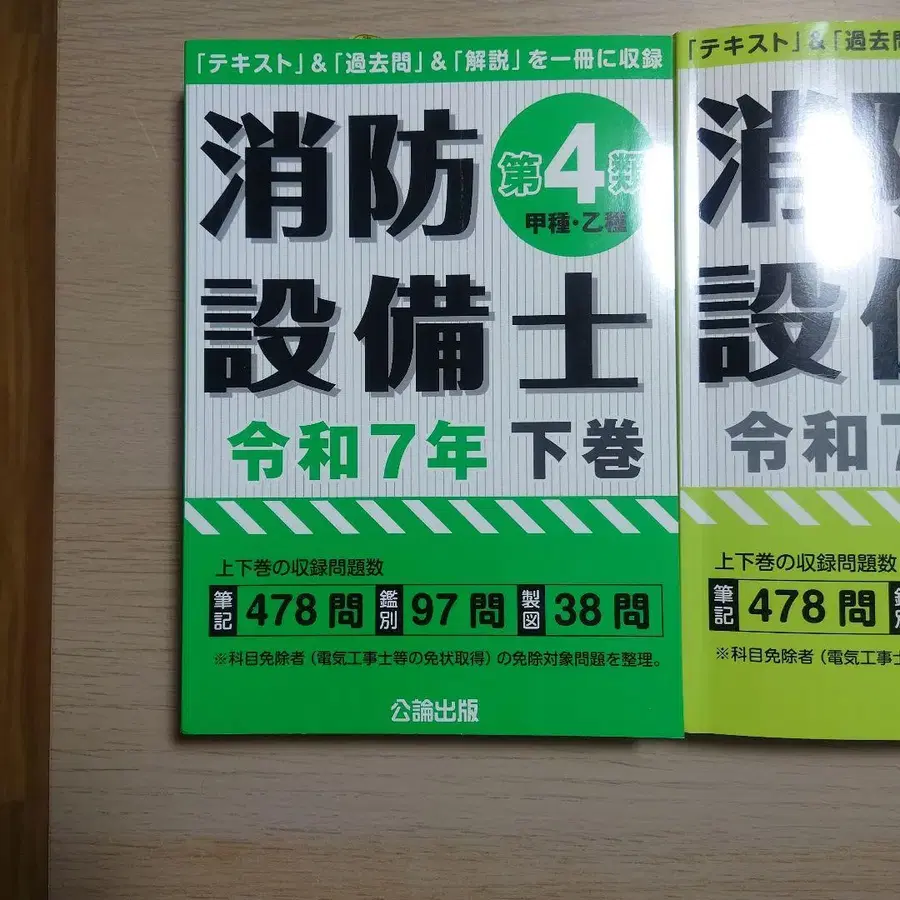 「テキスト」&「過去問」&「解説」を一冊に収録
消防
第4類
甲種・乙種
設備士
令和7年 下巻
上下巻の収録問題数
筆記 478問 鑑別 97問 製図 38問
※科目免除者（電気工事士等の免状取得）の免除対象問題を整理。
公論出版
「テキスト」&「過去問
消
設
令和7
上下巻の収録問題数
筆記 478問
※科目免除者（電気工事